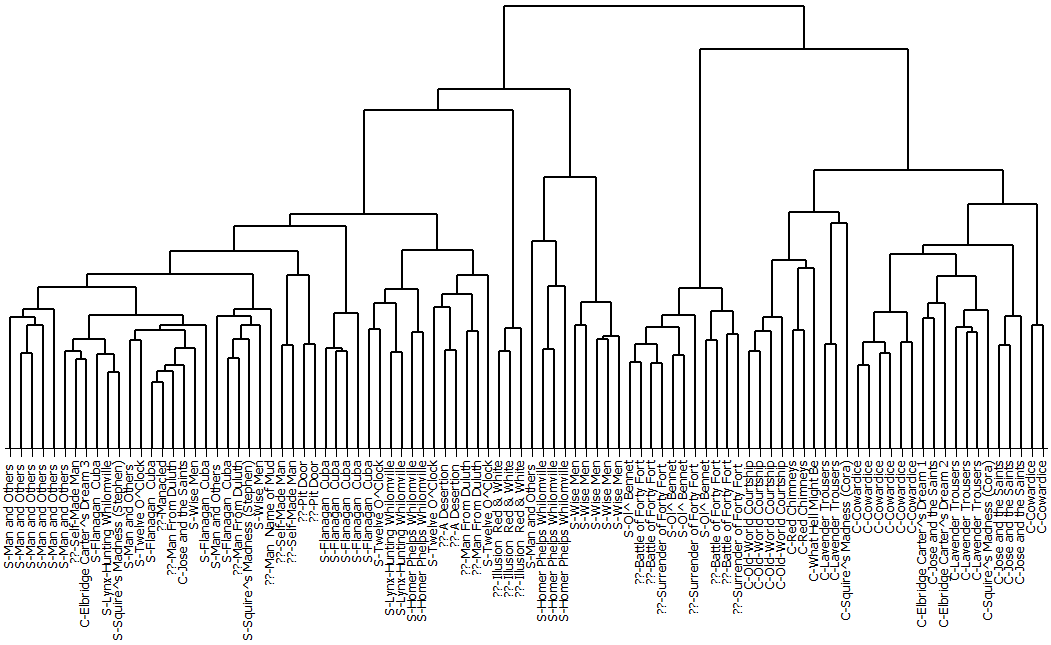 S-Man and Others
S-Man and Others
S-Man and Others
S-Man and Others
S-Man and Others
S-Man and Others
??-Self-Made Man
C-Elbridge Carter^s Dream 3
S-Flanagan Cuba
S-Lynx-Hunting Whilomville
S-Squire^s Madness (Stephen)
S-Man and Others
S-Twelve O^Clock
S-Flanagan Cuba
??-Manacled
??-Man From Duluth
C-Jose and the Saints
S-Wise Men
S-Flanagan Cuba
S-Man and Others
S-Flanagan Cuba
??-Man From Duluth
S-Squire^s Madness (Stephen)
S-Wise Men
??-Man Name of Mud
??-Self-Made Man
??-Self-Made Man
??-Pit Door
??-Pit Door
S-Flanagan Cuba
S-Flanagan Cuba
S-Flanagan Cuba
S-Flanagan Cuba
S-Flanagan Cuba
S-Twelve O^Clock
S-Lynx-Hunting Whilomville
S-Lynx-Hunting Whilomville
S-Homer Phelps Whilomville
S-Homer Phelps Whilomville
S-Twelve O^Clock
??-A Desertion
??-A Desertion
??-Man From Duluth
??-Man From Duluth
S-Twelve O^Clock
??-Illusion Red & White
??-Illusion Red & White
??-Illusion Red & White
S-Man and Others
S-Homer Phelps Whilomville
S-Homer Phelps Whilomville
S-Homer Phelps Whilomville
S-Wise Men
S-Wise Men
S-Wise Men
S-Wise Men
S-Wise Men
S-Ol^ Bennet
??-Battle of Forty Fort
??-Battle of Forty Fort
??-Surrender of Forty Fort
S-Ol^ Bennet
S-Ol^ Bennet
??-Surrender of Forty Fort
S-Ol^ Bennet
??-Battle of Forty Fort
??-Battle of Forty Fort
??-Surrender of Forty Fort
C-Old-World Courtship
C-Old-World Courtship
C-Old-World Courtship
C-Old-World Courtship
C-Red Chimneys
C-Red Chimneys
C-What Hell Might Be
C-Lavender Trousers
C-Lavender Trousers
C-Squire^s Madness (Cora)
C-Cowardice
C-Cowardice
C-Cowardice
C-Cowardice
C-Cowardice
C-Cowardice
C-Elbridge Carter^s Dream 1
C-Jose and the Saints
C-Elbridge Carter^s Dream 2
C-Lavender Trousers
C-Lavender Trousers
C-Lavender Trousers
C-Squire^s Madness (Cora)
C-Jose and the Saints
C-Jose and the Saints
C-Jose and the Saints
C-Cowardice
C-Cowardice